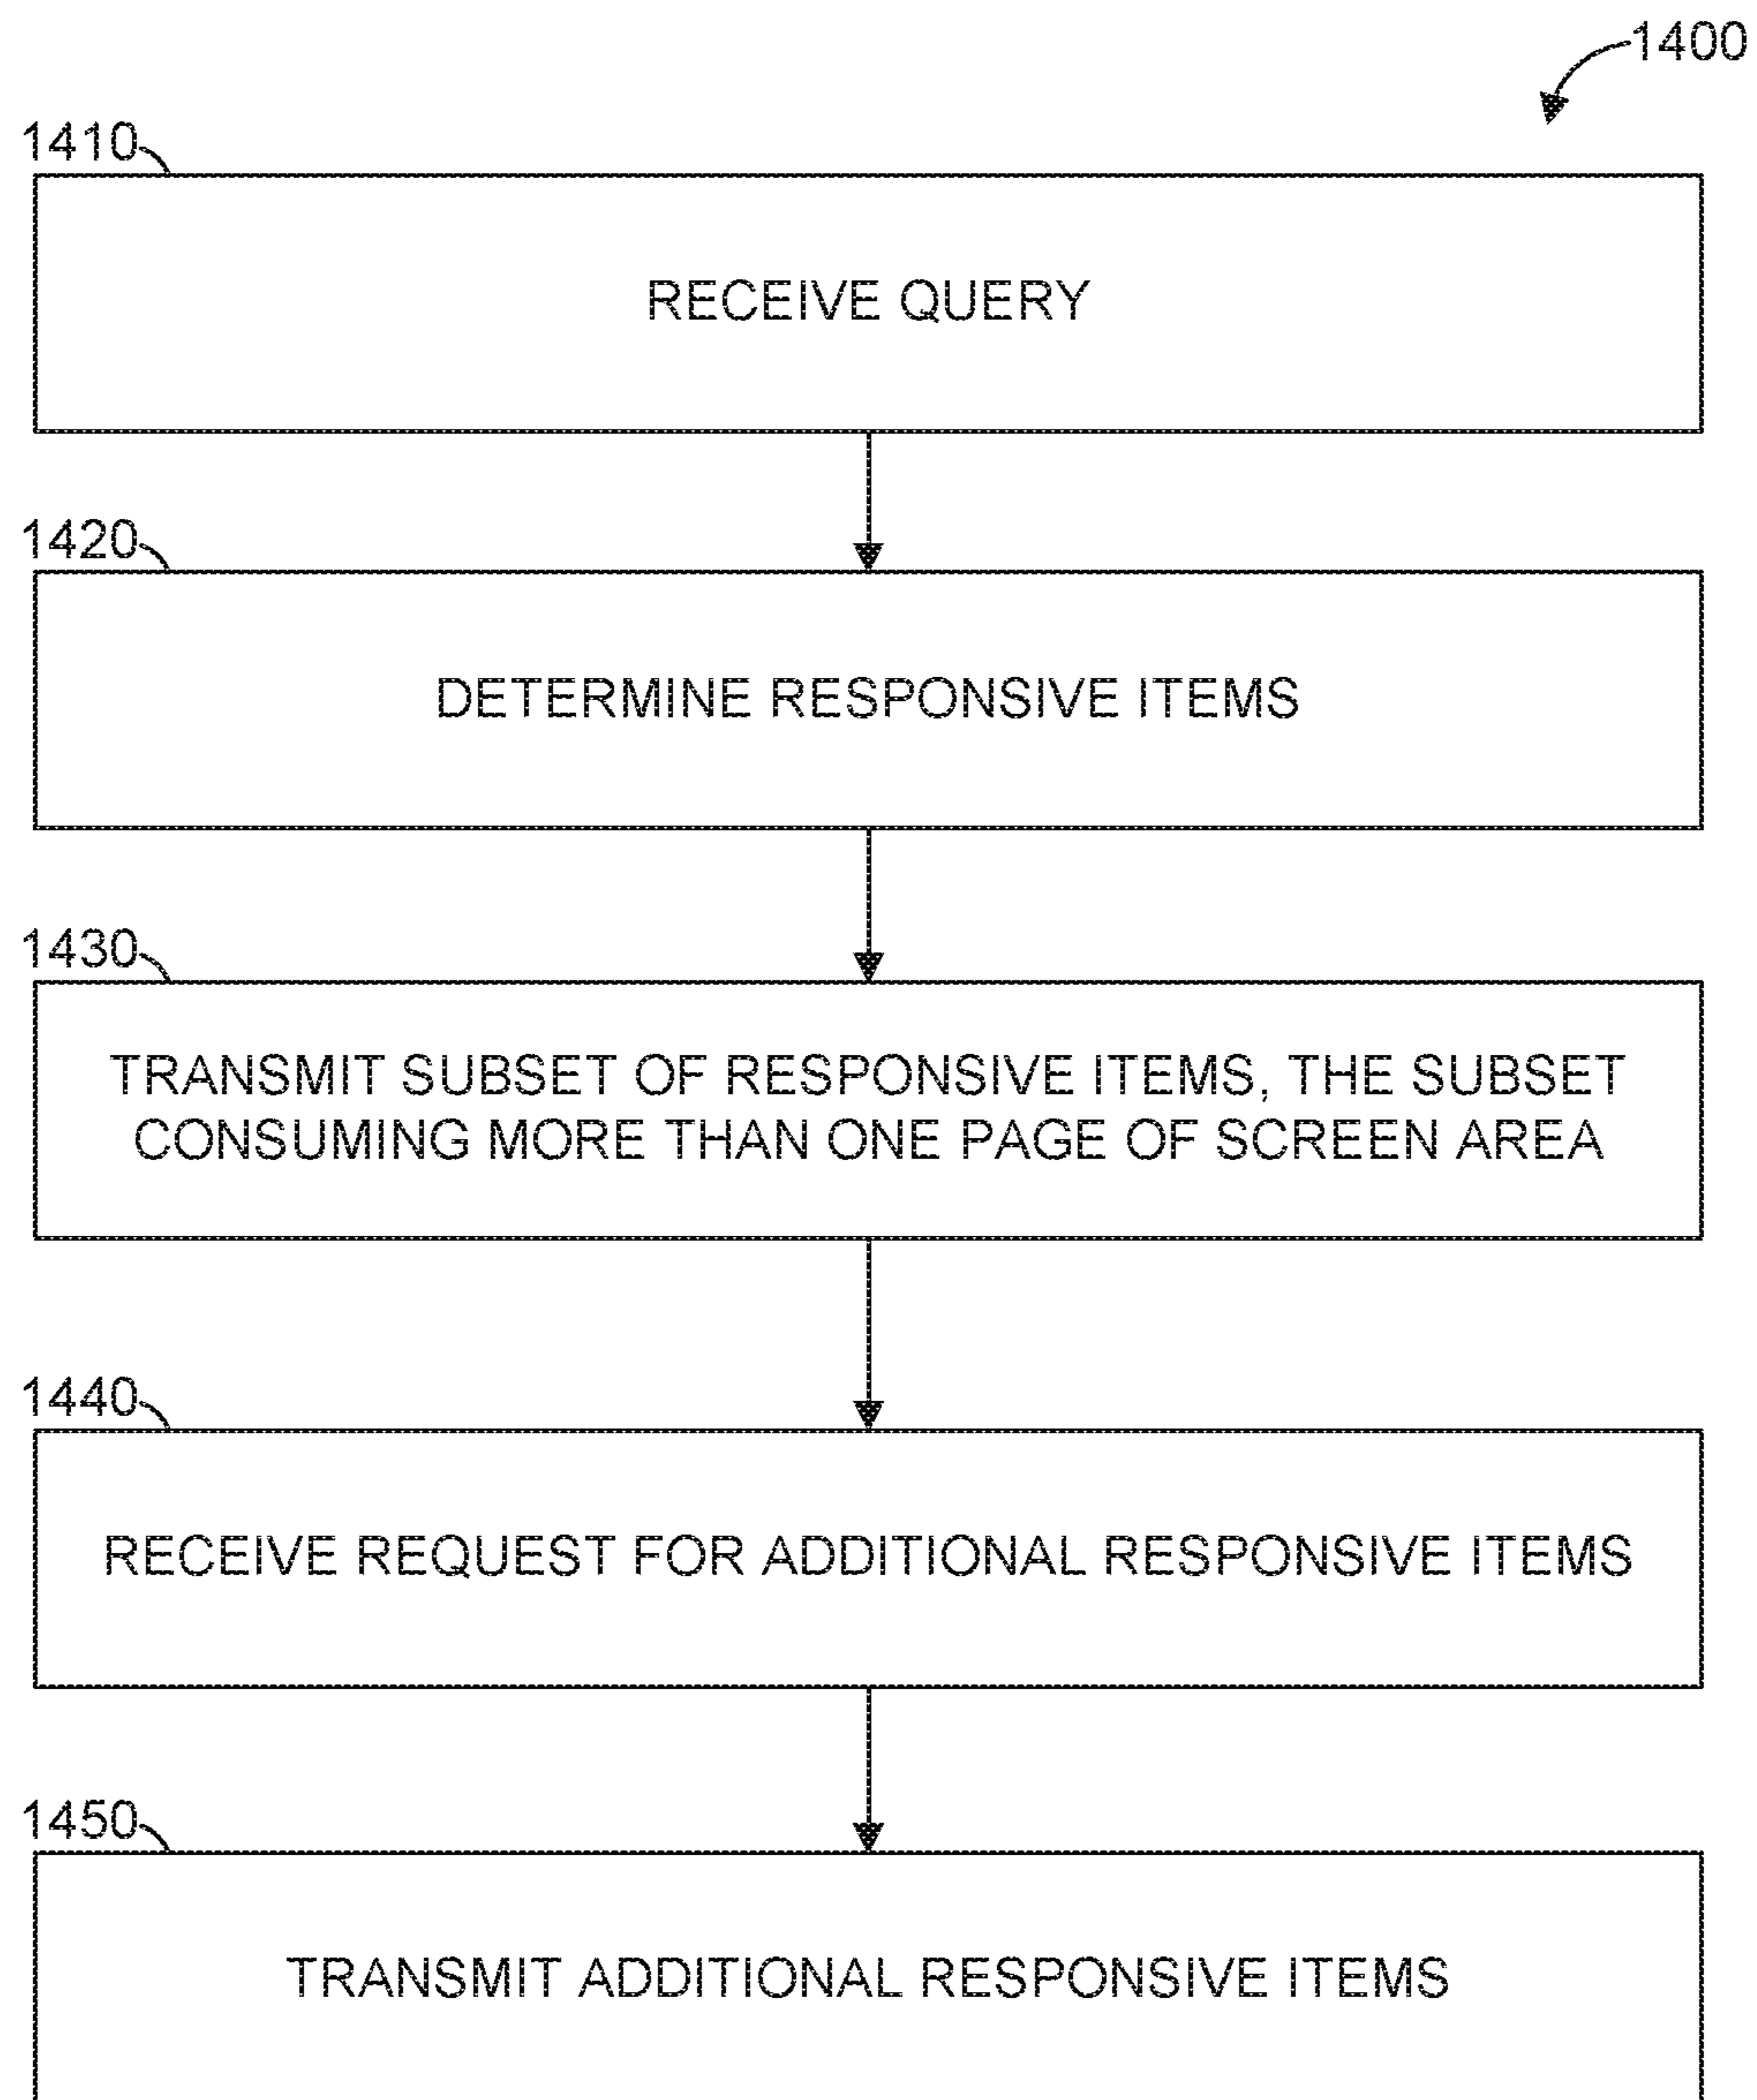 1400
1410
RECEIVE QUERY
1420
DETERMINE RESPONSIVE ITEMS
1430
TRANSMIT SUBSET OF RESPONSIVE ITEMS, THE SUBSET
CONSUMING MORE THAN ONE PAGE OF SCREEN AREA
1440
RECEIVE REQUEST FOR ADDITIONAL RESPONSIVE ITEMS
1450
TRANSMIT ADDITIONAL RESPONSIVE ITEMS